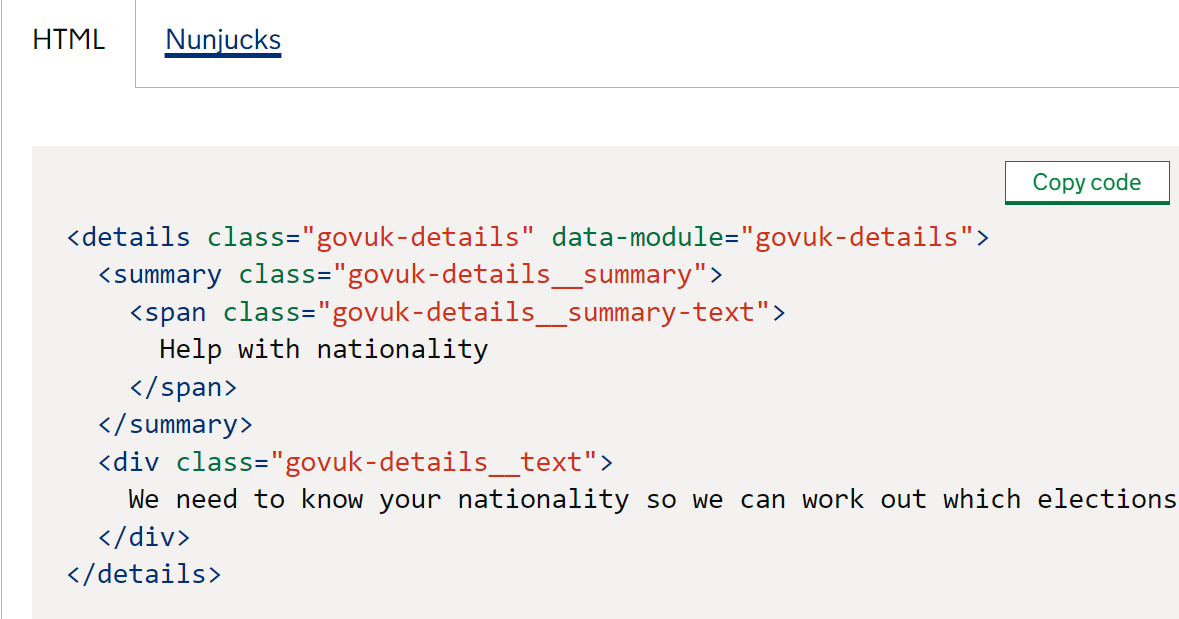 HTML Nunjucks
Copy code
<details class="govuk-details" data-module="govuk-details">
<summary class="govuk-details__summary">
<span class="govuk-details__summary-text">
Help with nationality
</span>
</summary>
<div class="govuk-details__text">
We need to know your nationality so we can work out which elections
</div>
</details>